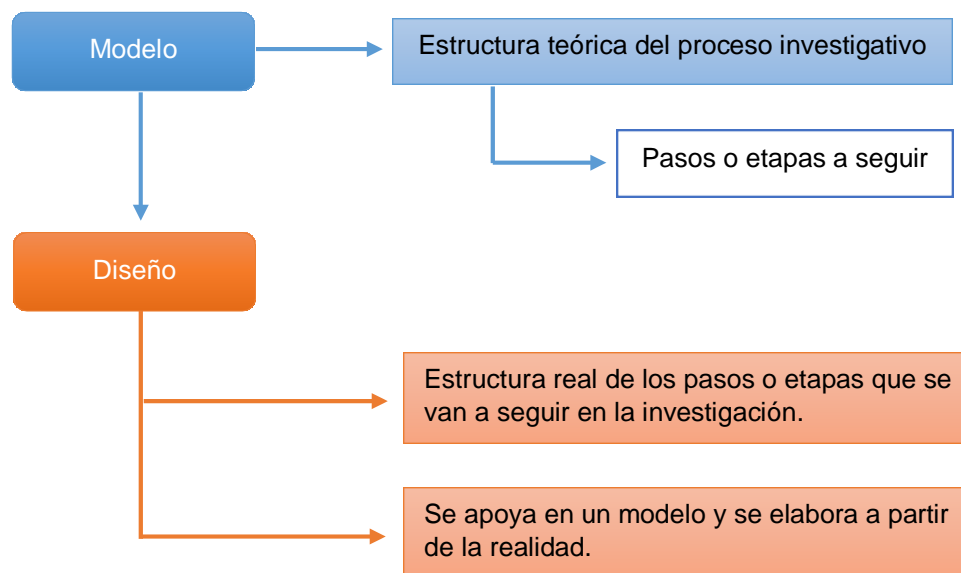 Modelo
Estructura teórica del proceso investigativo
Pasos o etapas a seguir
Diseño
Estructura real de los pasos o etapas que se
van a seguir en la investigación.
Se apoya en un modelo y se elabora a partir
de la realidad.